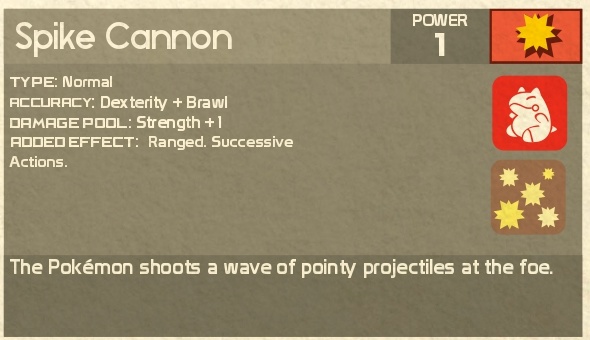 Spike Cannon
POWER
1
TYPE: Normal
ACCURACY: Dexterity + Brawl
DAMAGE POOL: Strength +1
ADDED EFFECT: Ranged. Successive
Actions.
The Pokémon shoots a wave of pointy projectiles at the foe.